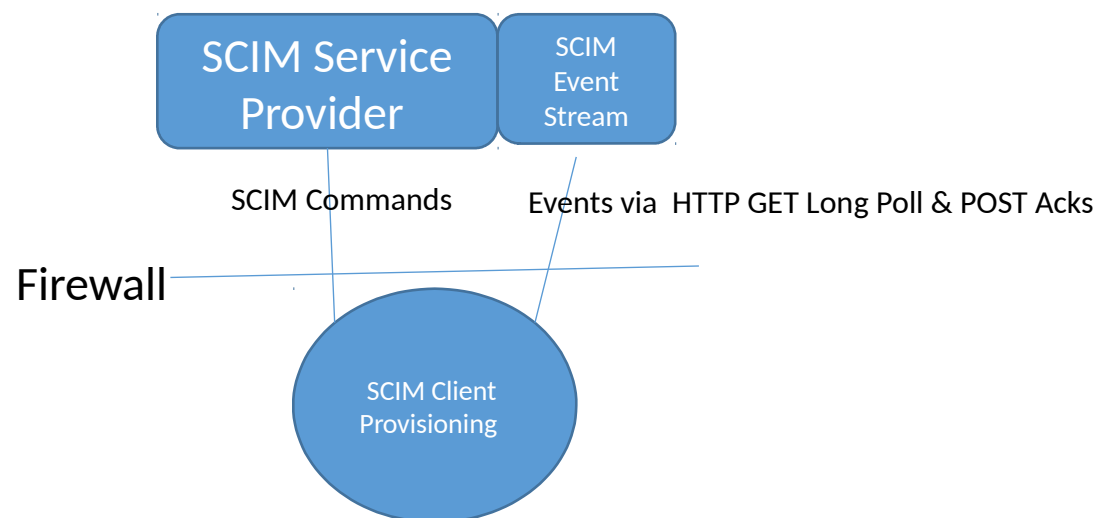 SCIM Service
Provider
SCIM
Event
Stream
SCIM Commands
Events via  HTTP GET Long Poll & POST Acks
Firewall
SCIM Client
Provisioning